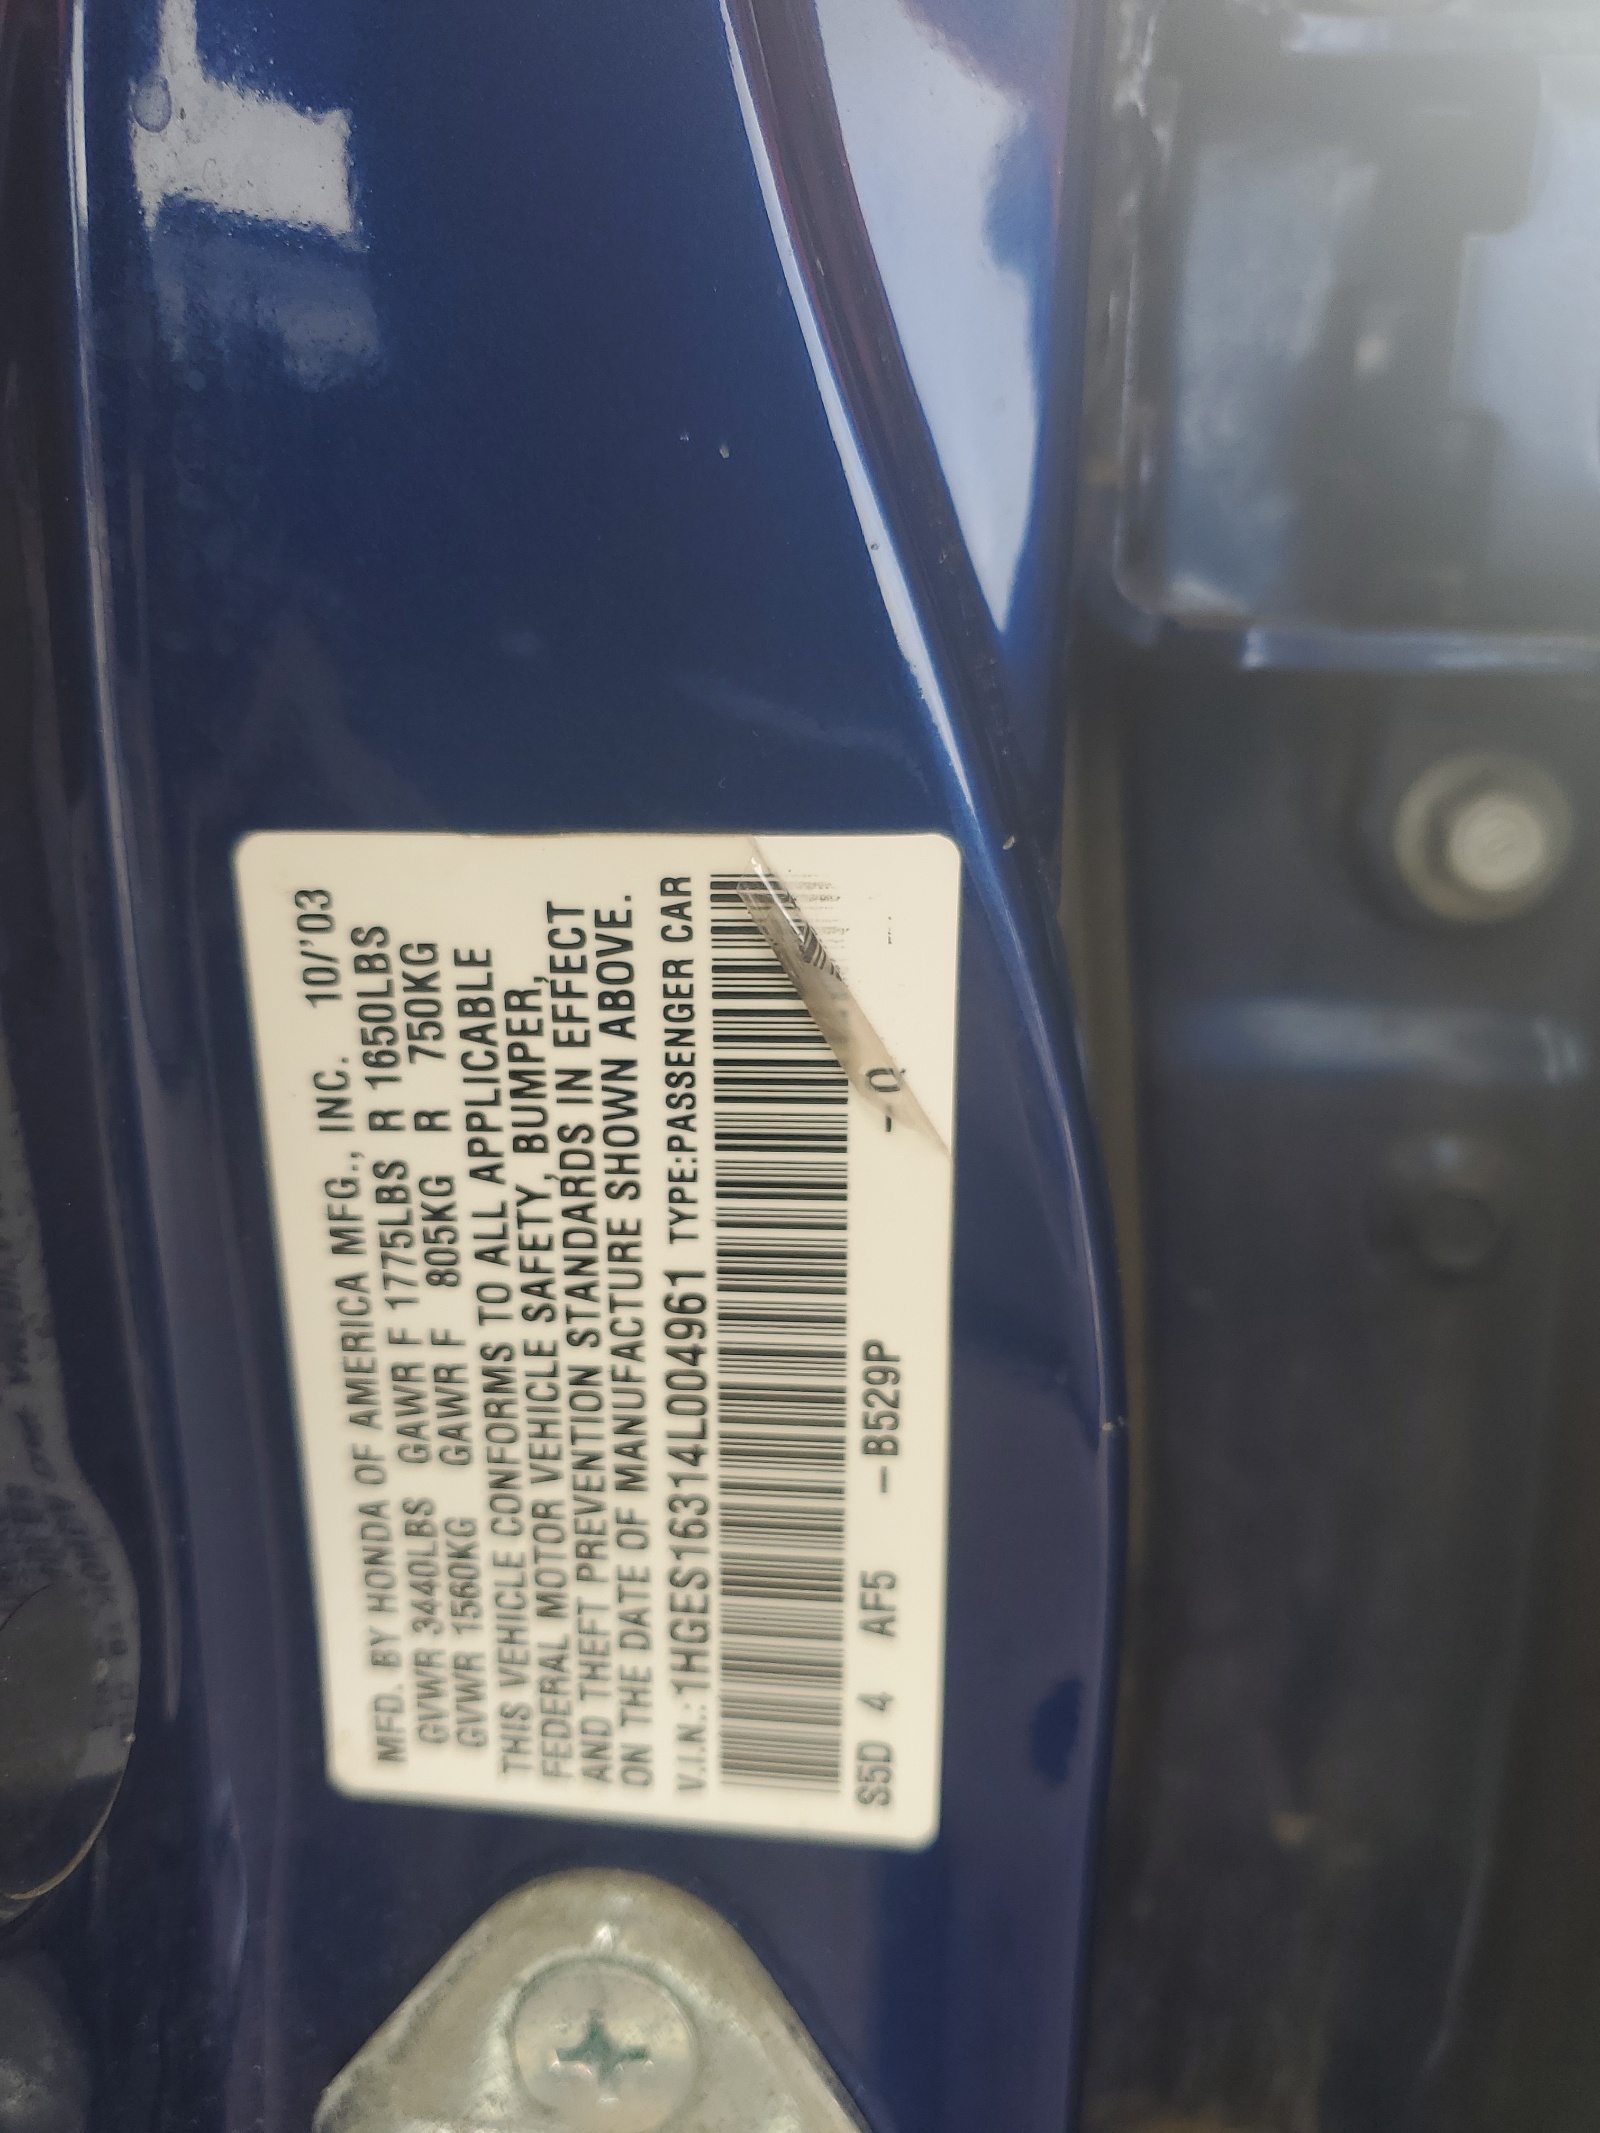 MFD. BY HONDA OF AMERICA MFG., INC. 10/'03
GVWR 3440LBS GAWR F 1775LBS R 1650LBS
GVWR 1560KG GAWR F 805KG R 750KG
THIS VEHICLE CONFORMS TO ALL APPLICABLE
FEDERAL MOTOR VEHICLE SAFETY, BUMPER,
AND THEFT PREVENTION STANDARDS IN EFFECT
ON THE DATE OF MANUFACTURE SHOWN ABOVE.
V.I.N.: 1HGES16314L004961 TYPE:PASSENGER CAR
S5D 4 AF5 –B529P –